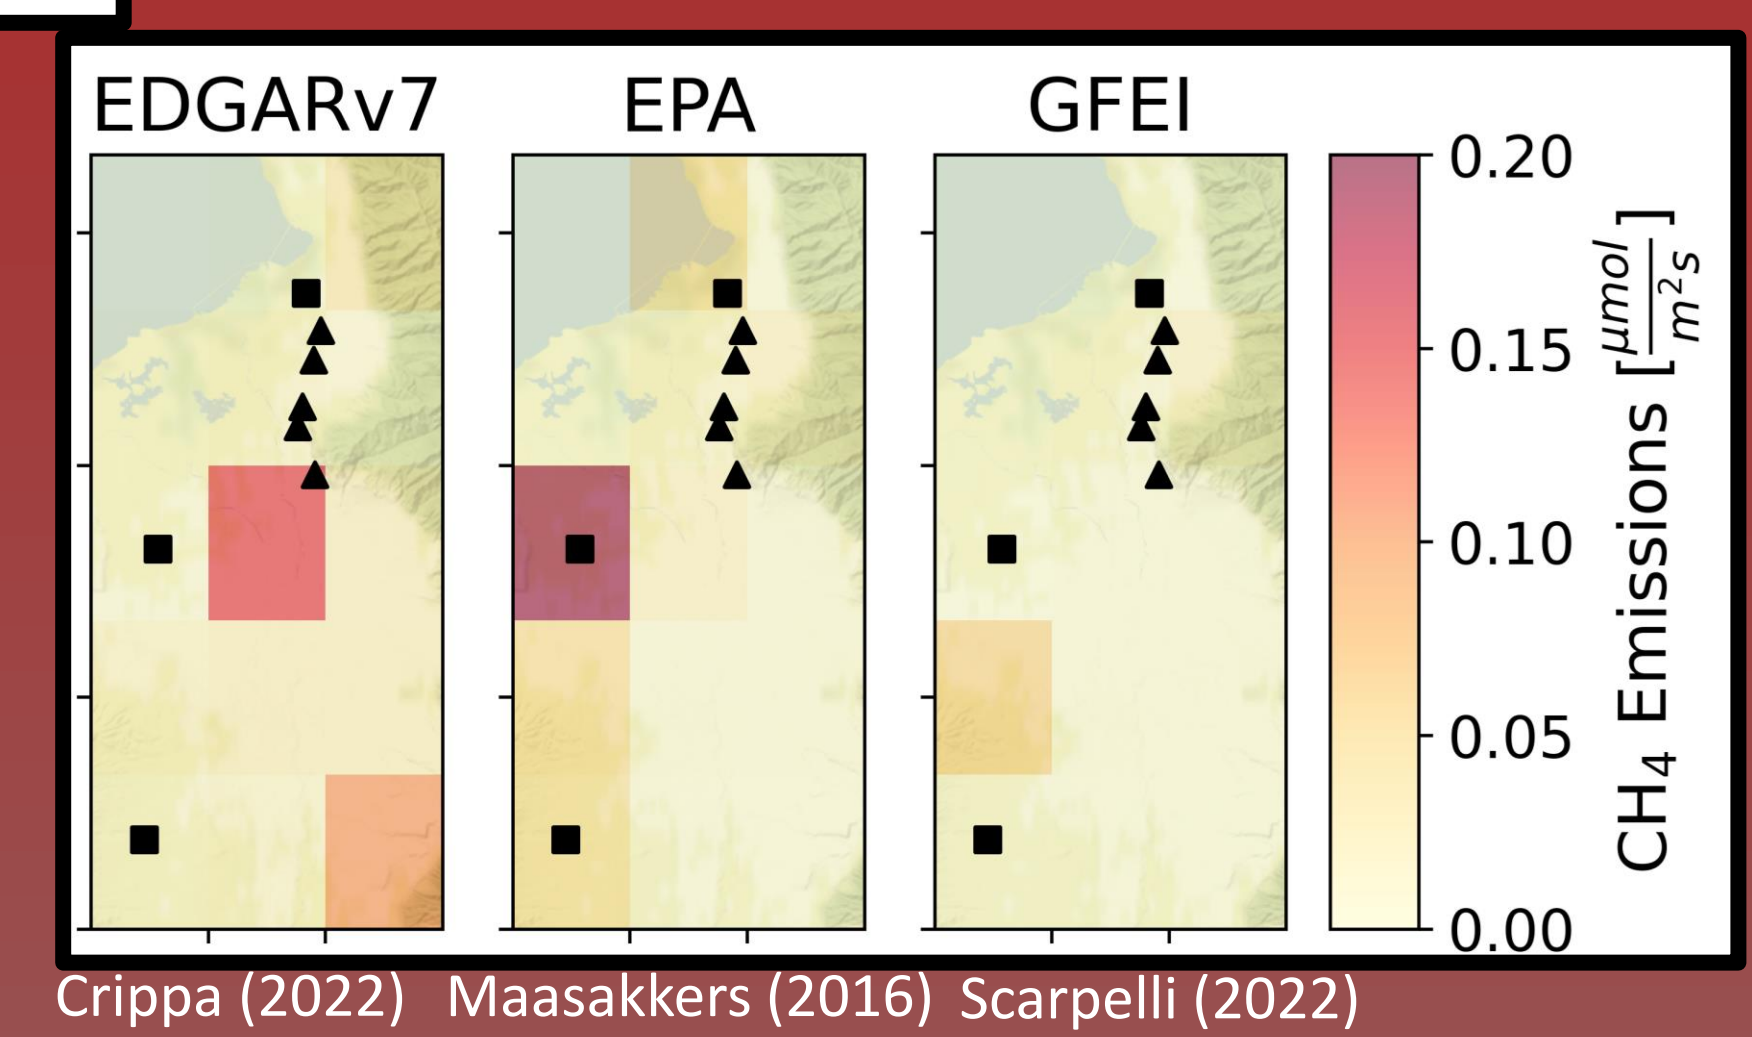 EDGARv7 EPA GFEI
0.20
0.15
0.10
0.05
0.00
CH₄ Emissions [μmol/m²s]
Crippa (2022) Maasakkers (2016) Scarpelli (2022)